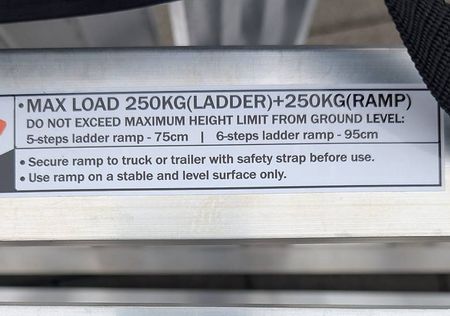 • MAX LOAD 250KG(LADDER)+250KG(RAMP)
DO NOT EXCEED MAXIMUM HEIGHT LIMIT FROM GROUND LEVEL:
5-steps ladder ramp - 75cm | 6-steps ladder ramp - 95cm
• Secure ramp to truck or trailer with safety strap before use.
• Use ramp on a stable and level surface only.